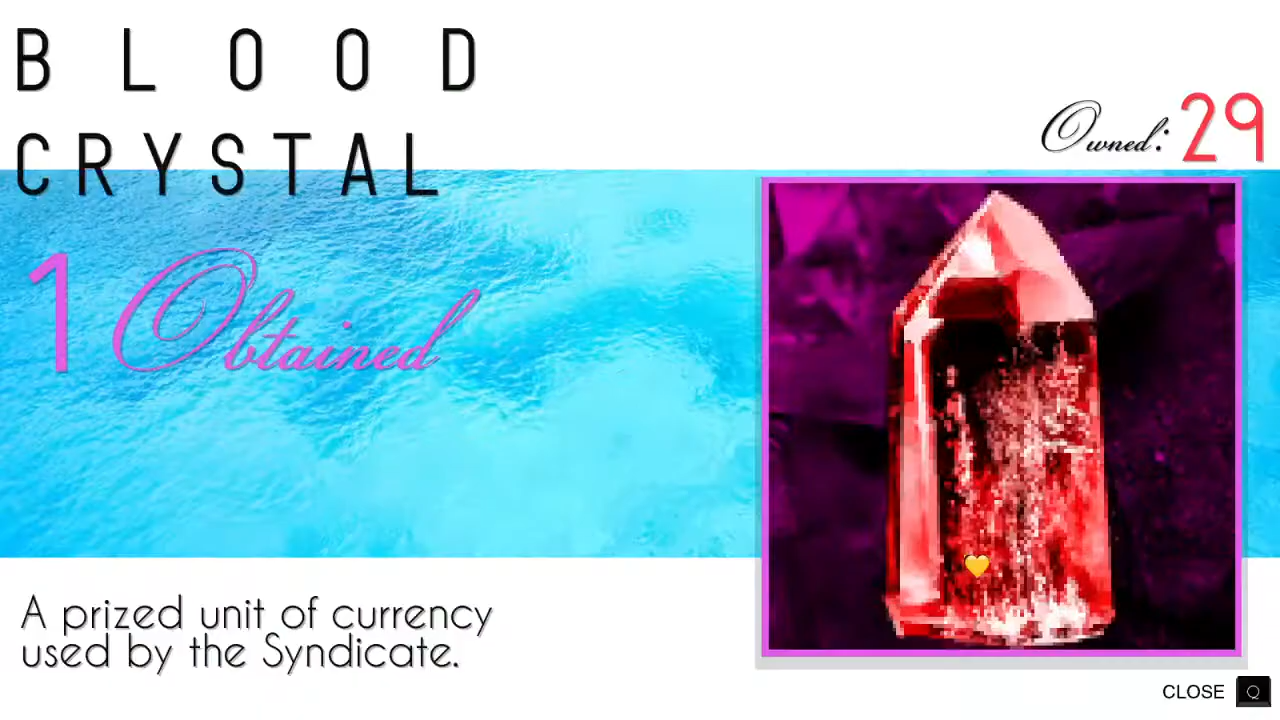 BLOOD
CRYSTAL
Owned: 29
1 Obtained
A prized unit of currency
used by the Syndicate.
CLOSE Q